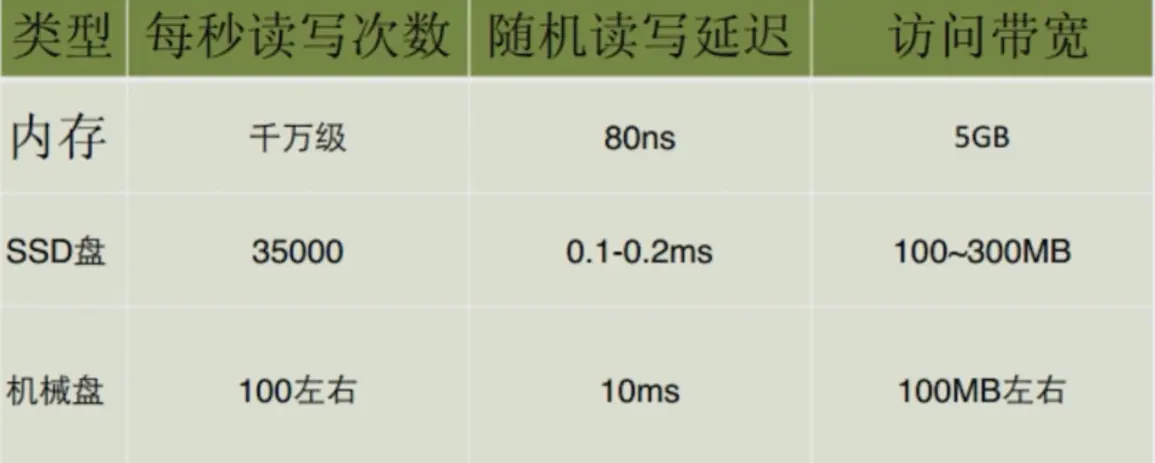 类型 每秒读写次数 随机读写延迟 访问带宽
内存 千万级 80ns 5GB
SSD盘 35000 0.1-0.2ms 100~300MB
机械盘 100左右 10ms 100MB左右